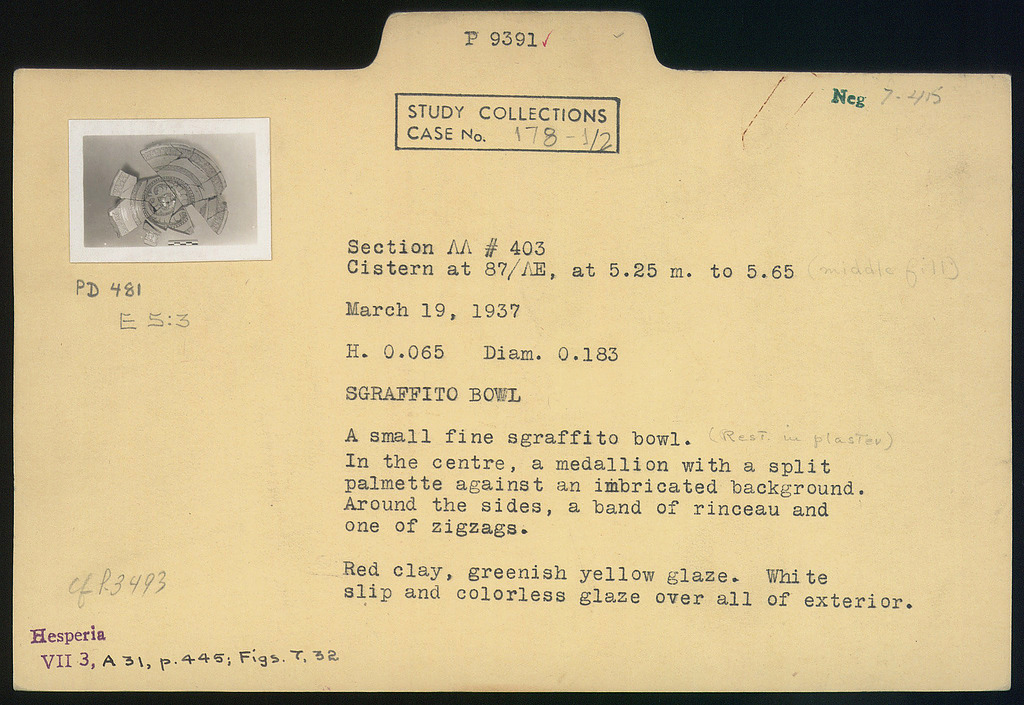 P 9391✓
Neg 7-415
STUDY COLLECTIONS
CASE No. 178-1/2
Section ΛΛ # 403
Cistern at 87/ΛE, at 5.25 m. to 5.65 (middle fill)
PD 481
E 5:3
March 19, 1937
H. 0.065 Diam. 0.183
SGRAFFITO BOWL
A small fine sgraffito bowl. (Rest. in plaster)
In the centre, a medallion with a split
palmette against an imbricated background.
Around the sides, a band of rinceau and
one of zigzags.
Red clay, greenish yellow glaze. White
slip and colorless glaze over all of exterior.
cf P.3493
Hesperia
VII 3, A 31, p. 445; Figs. 7, 32